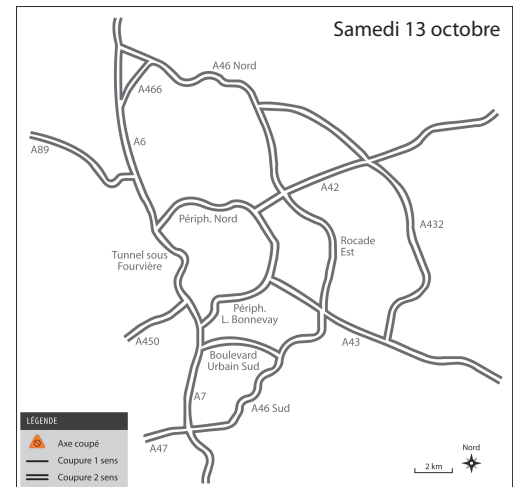 Samedi 13 octobre
A46 Nord
A466
A6
A89
A42
Périph. Nord
A432
Rocade
Est
Tunnel sous
Fourvière
Périph.
L. Bonnevay
A450
A43
Boulevard
Urbain Sud
A7
A46 Sud
A47
LÉGENDE
Axe coupé
Coupure 1 sens
Coupure 2 sens
Nord
2 km